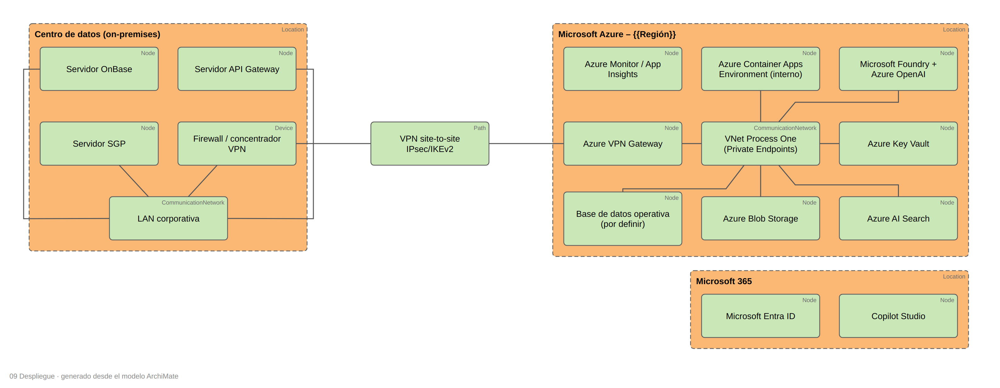 Location
Centro de datos (on-premises)
Node
Servidor OnBase
Node
Servidor API Gateway
Node
Servidor SGP
Device
Firewall / concentrador
VPN
CommunicationNetwork
LAN corporativa
Path
VPN site-to-site
IPsec/IKEv2
Location
Microsoft Azure – {{Región}}
Node
Azure Monitor / App
Insights
Node
Azure Container Apps
Environment (interno)
Node
Microsoft Foundry +
Azure OpenAI
Node
Azure VPN Gateway
CommunicationNetwork
VNet Process One
(Private Endpoints)
Node
Azure Key Vault
Node
Base de datos operativa
(por definir)
Node
Azure Blob Storage
Node
Azure AI Search
Location
Microsoft 365
Node
Microsoft Entra ID
Node
Copilot Studio
09 Despliegue · generado desde el modelo ArchiMate